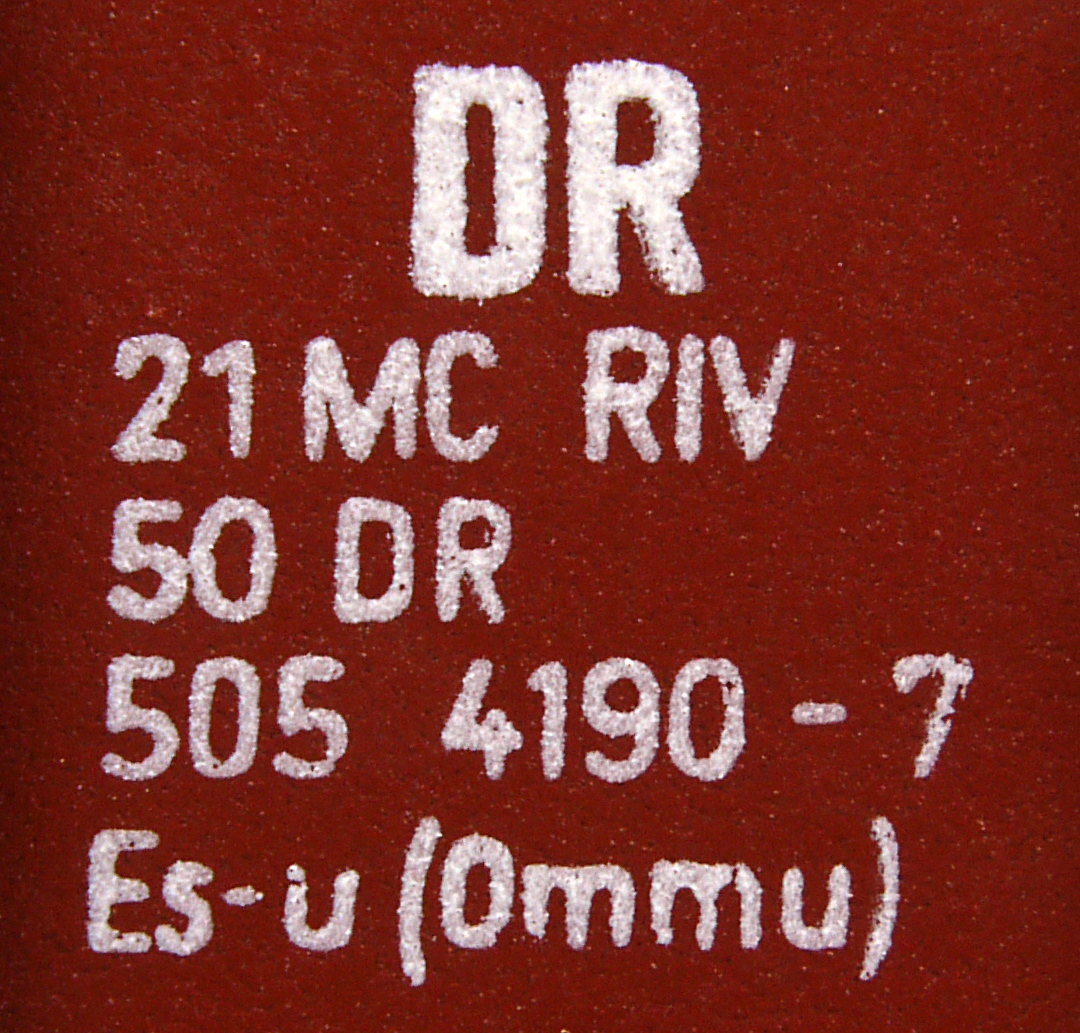 DR
21 MC RIV
50 DR
505 4190-7
Es-u (Ommu)